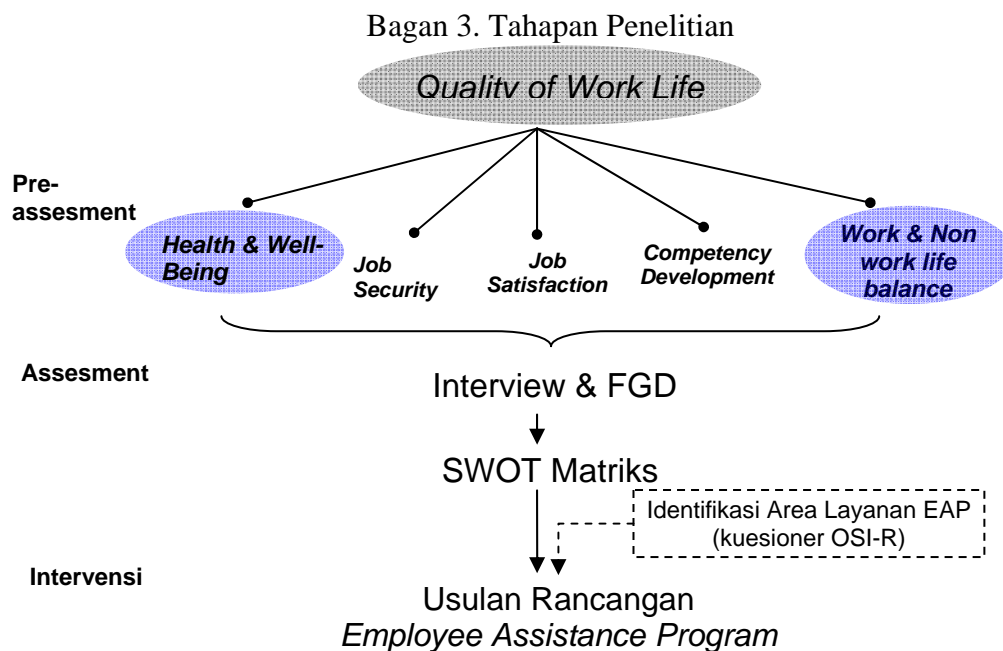 Bagan 3. Tahapan Penelitian
Quality of Work Life
Pre-
assesment
Health & Well-
Being
Job
Security
Job
Satisfaction
Competency
Development
Work & Non
work life
balance
Assesment
Interview & FGD
SWOT Matriks
Identifikasi Area Layanan EAP
(kuesioner OSI-R)
Intervensi
Usulan Rancangan
Employee Assistance Program